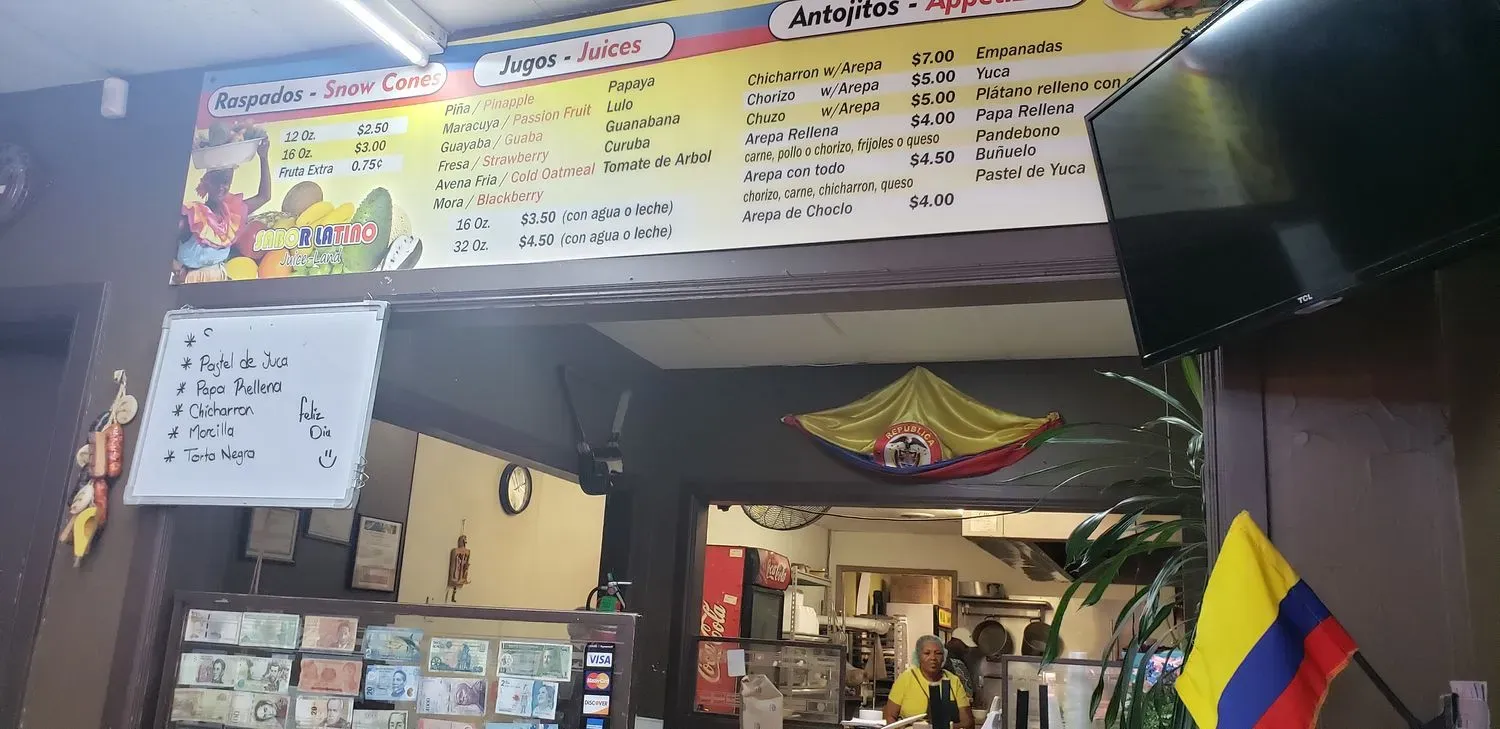 Raspados - Snow Cones
12 Oz. $2.50
16 Oz. $3.00
Fruta Extra 0.75¢
SABOR LATINO
Juice-Land
Jugos - Juices
Piña / Pinapple
Maracuya / Passion Fruit
Guayaba / Guaba
Fresa / Strawberry
Avena Fria / Cold Oatmeal
Mora / Blackberry
Papaya
Lulo
Guanabana
Curuba
Tomate de Arbol
16 Oz. $3.50 (con agua o leche)
32 Oz. $4.50 (con agua o leche)
Antojitos -
Chicharron w/Arepa $7.00
Chorizo w/Arepa $5.00
Chuzo w/Arepa $5.00
Arepa Rellena $4.00
carne, pollo o chorizo, frijoles o queso
Arepa con todo $4.50
chorizo, carne, chicharron, queso
Arepa de Choclo $4.00
Empanadas
Yuca
Plátano relleno con
Papa Rellena
Pandebono
Buñuelo
Pastel de Yuca
TCL
* Pastel de Yuca
* Papa Rellena
* Chicharron
* Morcilla
* Torta Negra
feliz
Dia
REPUBLICA
Coca-Cola
Coca-Cola
VISA
MasterCard
DISCOVER